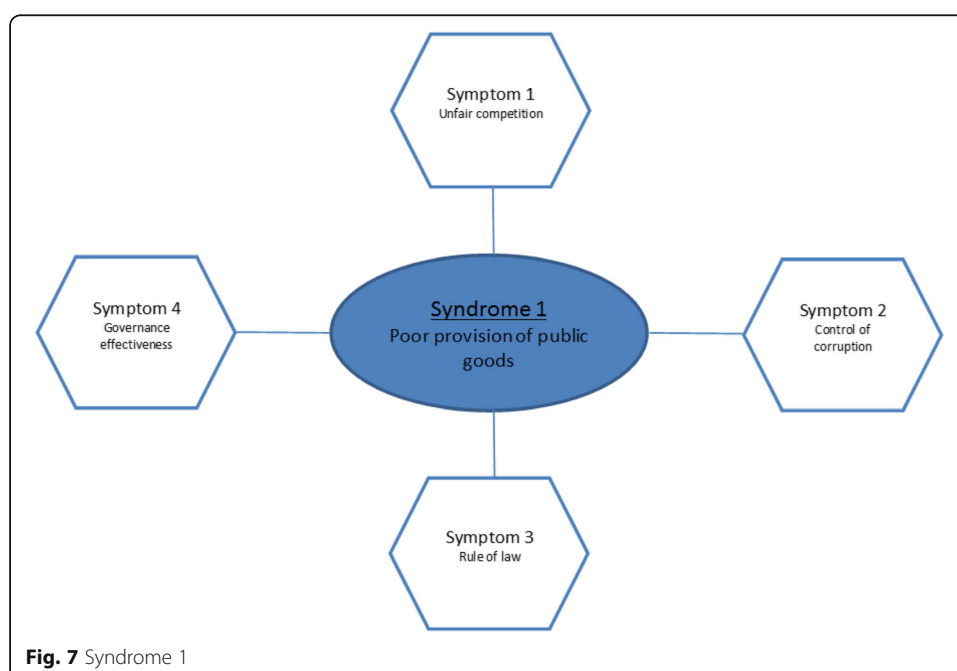 Symptom 1
Unfair competition
Symptom 4
Governance
effectiveness
Syndrome 1
Poor provision of public
goods
Symptom 2
Control of
corruption
Symptom 3
Rule of law
Fig. 7 Syndrome 1